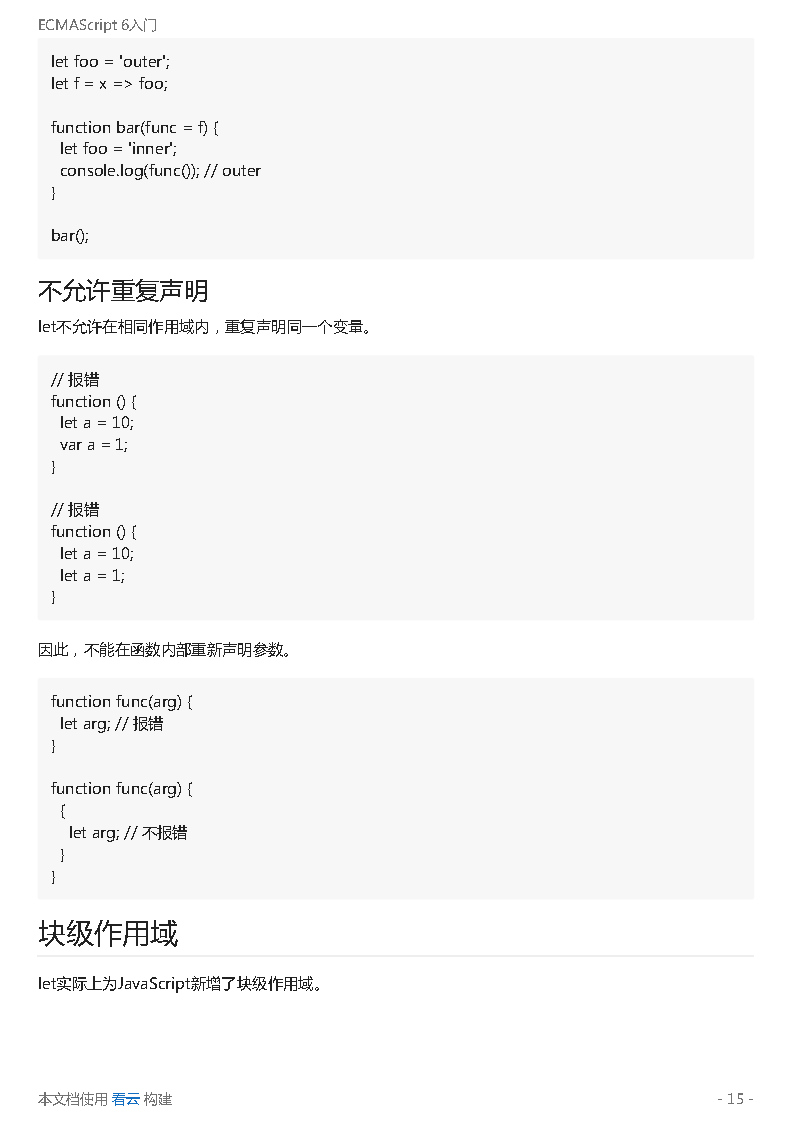 ECMAScript 6入门
let foo = 'outer';
let f = x => foo;
function bar(func = f) {
  let foo = 'inner';
  console.log(func()); // outer
}
bar();
不允许重复声明
let不允许在相同作用域内，重复声明同一个变量。
// 报错
function () {
  let a = 10;
  var a = 1;
}
// 报错
function () {
  let a = 10;
  let a = 1;
}
因此，不能在函数内部重新声明参数。
function func(arg) {
  let arg; // 报错
}
function func(arg) {
  {
    let arg; // 不报错
  }
}
块级作用域
let实际上为JavaScript新增了块级作用域。
本文档使用 看云 构建 - 15 -